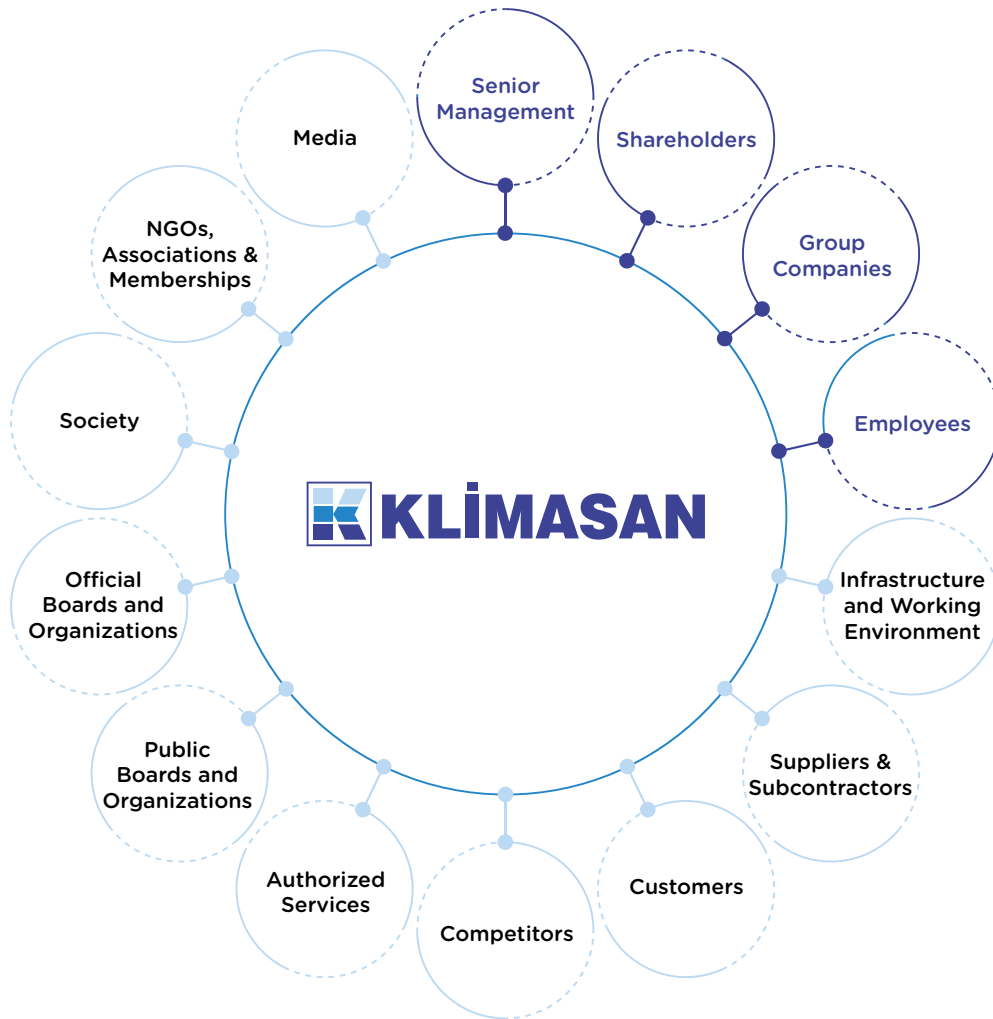 Senior
Management
Shareholders
Group
Companies
Employees
Infrastructure
and Working
Environment
Suppliers &
Subcontractors
Customers
Competitors
Authorized
Services
Public
Boards and
Organizations
Official
Boards and
Organizations
Society
NGOs,
Associations &
Memberships
Media
KLİMASAN